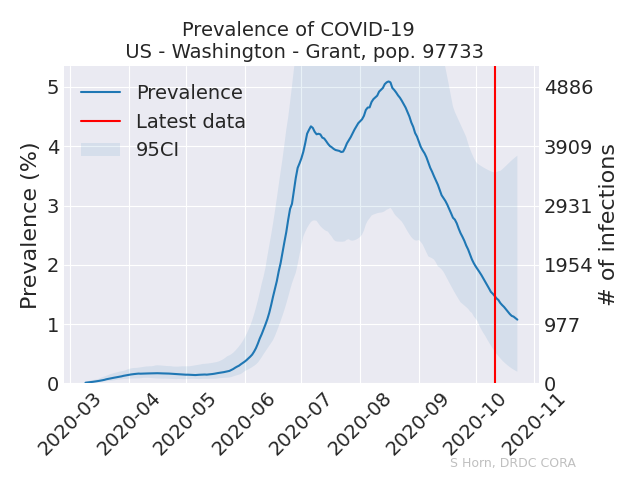 Prevalence of COVID-19
US - Washington - Grant, pop. 97733
Prevalence
Latest data
95CI
Prevalence (%)
5
4
3
2
1
0
4886
3909
2931
1954
977
0
# of infections
2020-03
2020-04
2020-05
2020-06
2020-07
2020-08
2020-09
2020-10
2020-11
S Horn, DRDC CORA